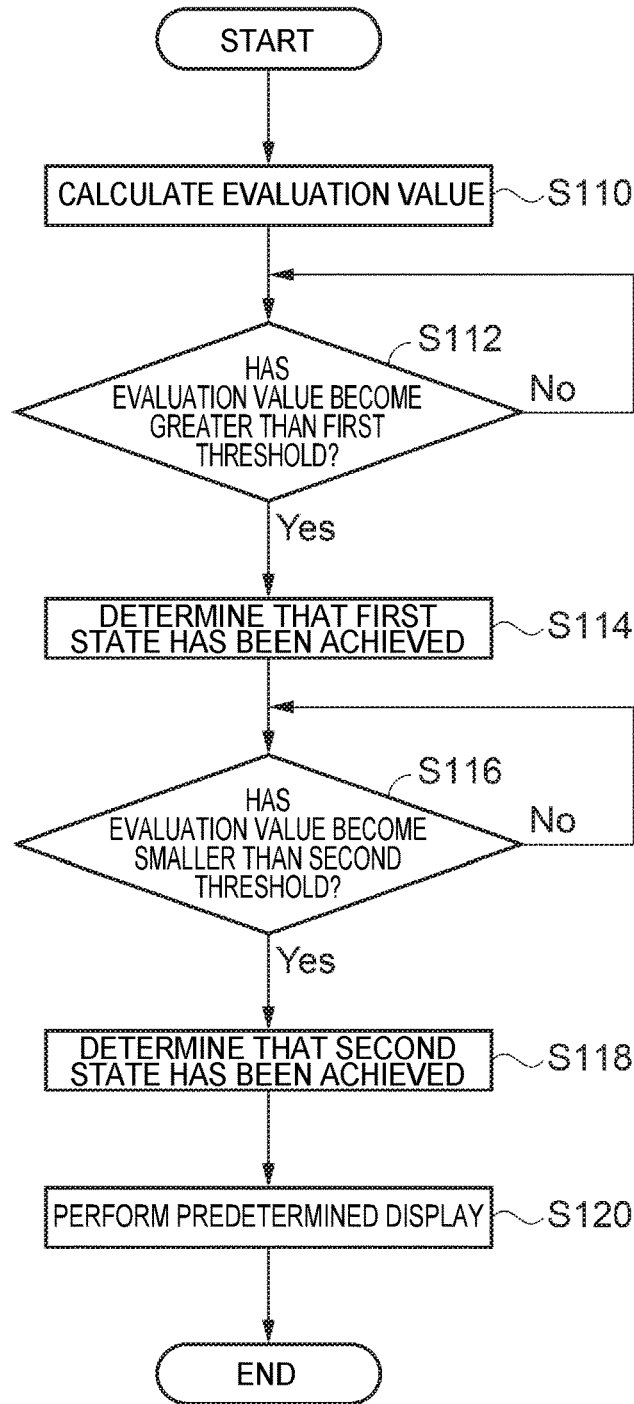 START
CALCULATE EVALUATION VALUE
S110
S112
HAS
EVALUATION VALUE BECOME
GREATER THAN FIRST
THRESHOLD?
No
Yes
DETERMINE THAT FIRST
STATE HAS BEEN ACHIEVED
S114
S116
HAS
EVALUATION VALUE BECOME
SMALLER THAN SECOND
THRESHOLD?
No
Yes
DETERMINE THAT SECOND
STATE HAS BEEN ACHIEVED
S118
PERFORM PREDETERMINED DISPLAY
S120
END